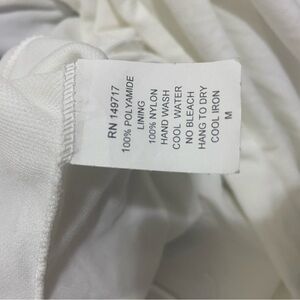 RN 149717
100% POLYAMIDE
LINING
100% NYLON
HAND WASH
COOL WATER
NO BLEACH
HANG TO DRY
COOL IRON
M